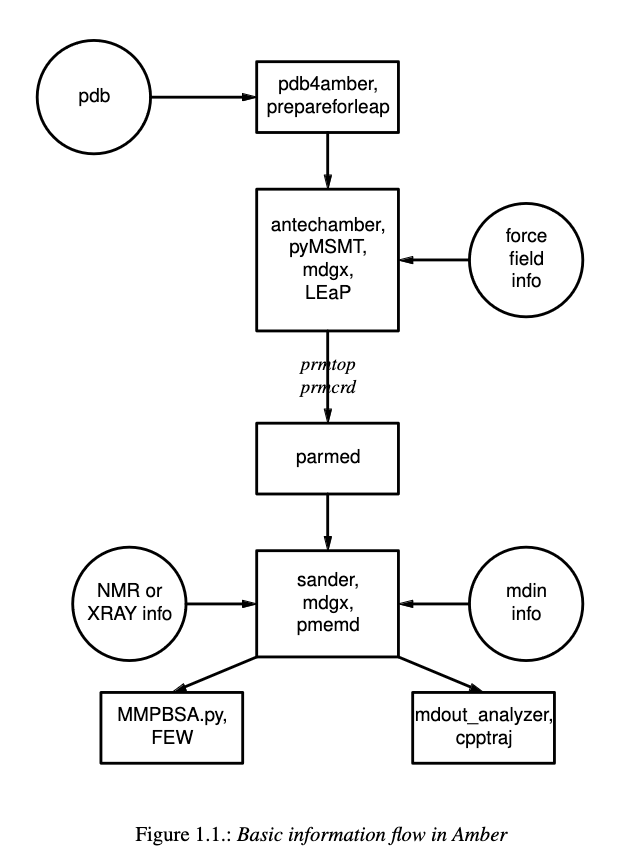 pdb
pdb4amber,
prepareforleap
antechamber,
pyMSMT,
mdgx,
LEaP
force
field
info
prmtop
prmcrd
parmed
NMR or
XRAY info
sander,
mdgx,
pmemd
mdin
info
MMPBSA.py,
FEW
mdout_analyzer,
cpptraj
Figure 1.1.: Basic information flow in Amber